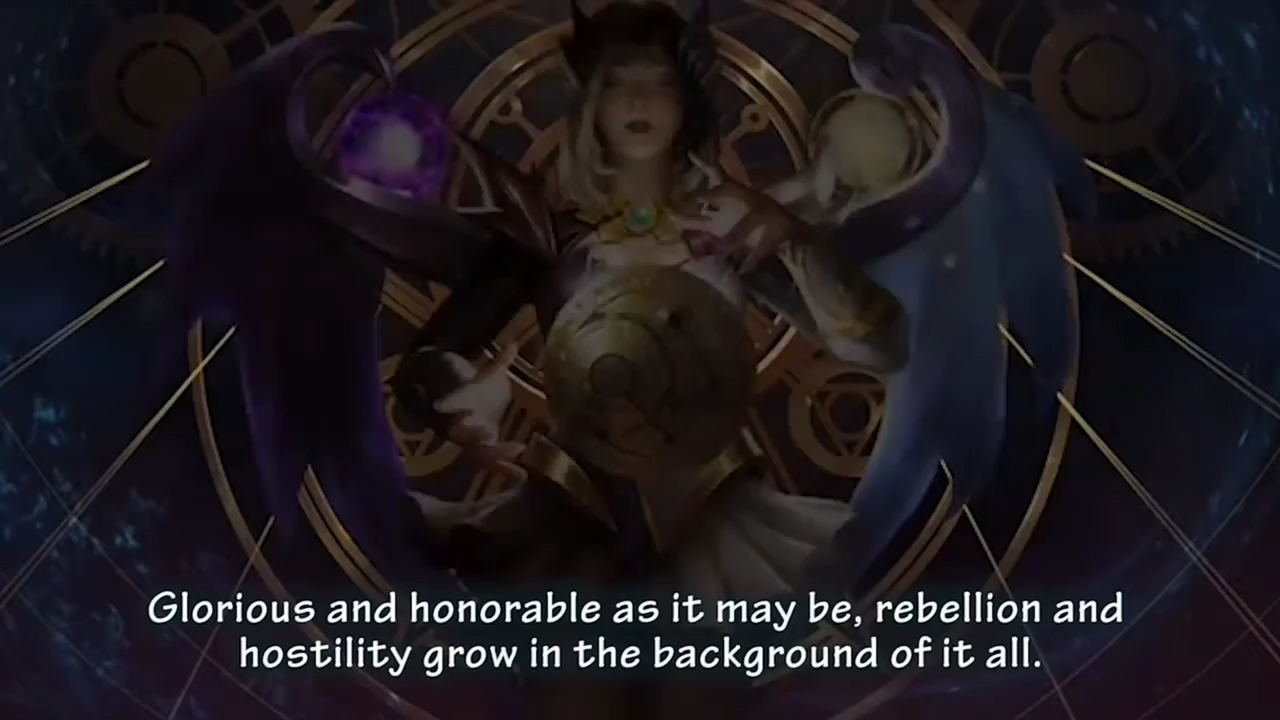 Glorious and honorable as it may be, rebellion and
hostility grow in the background of it all.